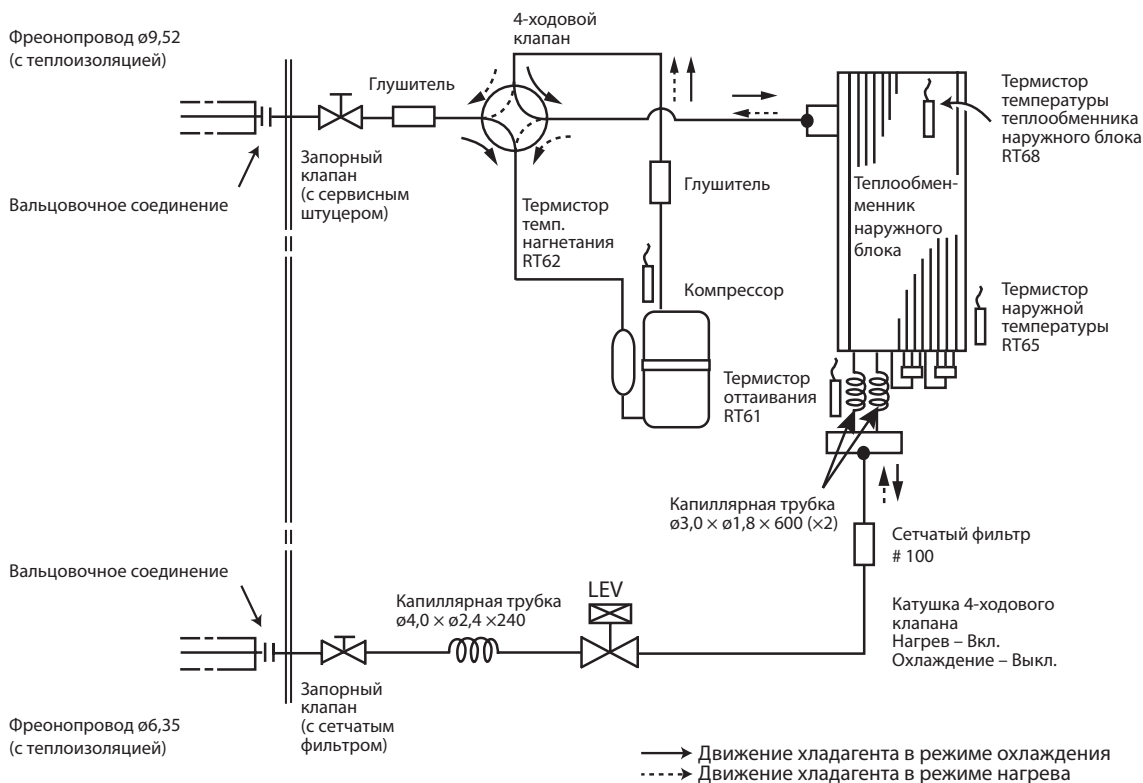 4-ходовой
клапан
Фреонопровод ø9,52
(с теплоизоляцией)
Глушитель
Термистор
температуры
теплообменника
наружного блока
RT68
Запорный
клапан
(с сервисным
штуцером)
Вальцовочное соединение
Термистор
темп.
нагнетания
RT62
Глушитель
Теплообмен-
менник
наружного
блока
Компрессор
Термистор
наружной
температуры
RT65
Термистор
оттаивания
RT61
Капиллярная трубка
ø3,0 × ø1,8 × 600 (×2)
Сетчатый фильтр
# 100
Вальцовочное соединение
Капиллярная трубка
ø4,0 × ø2,4 ×240
LEV
Катушка 4-ходового
клапана
Нагрев – Вкл.
Охлаждение – Выкл.
Запорный
клапан
(с сетчатым
фильтром)
Фреонопровод ø6,35
(с теплоизоляцией)
Движение хладагента в режиме охлаждения
Движение хладагента в режиме нагрева